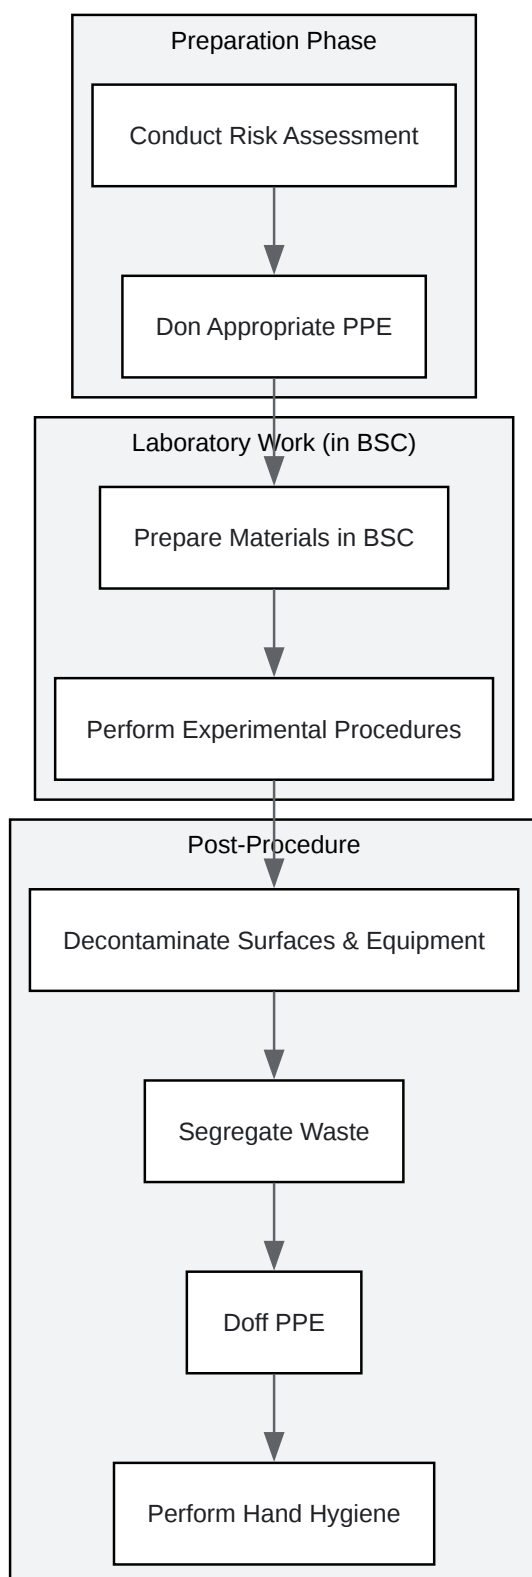 Preparation Phase
Conduct Risk Assessment
Don Appropriate PPE
Laboratory Work (in BSC)
Prepare Materials in BSC
Perform Experimental Procedures
Post-Procedure
Decontaminate Surfaces & Equipment
Segregate Waste
Doff PPE
Perform Hand Hygiene